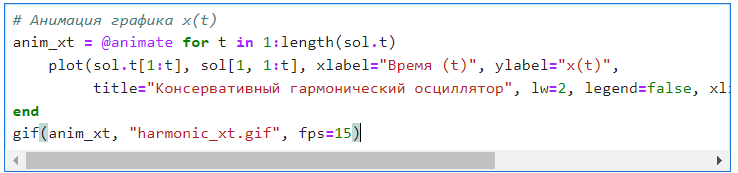 # Анимация графика x(t)
anim_xt = @animate for t in 1:length(sol.t)
    plot(sol.t[1:t], sol[1, 1:t], xlabel="Время (t)", ylabel="x(t)",
         title="Консервативный гармонический осциллятор", lw=2, legend=false, xli
end
gif(anim_xt, "harmonic_xt.gif", fps=15)